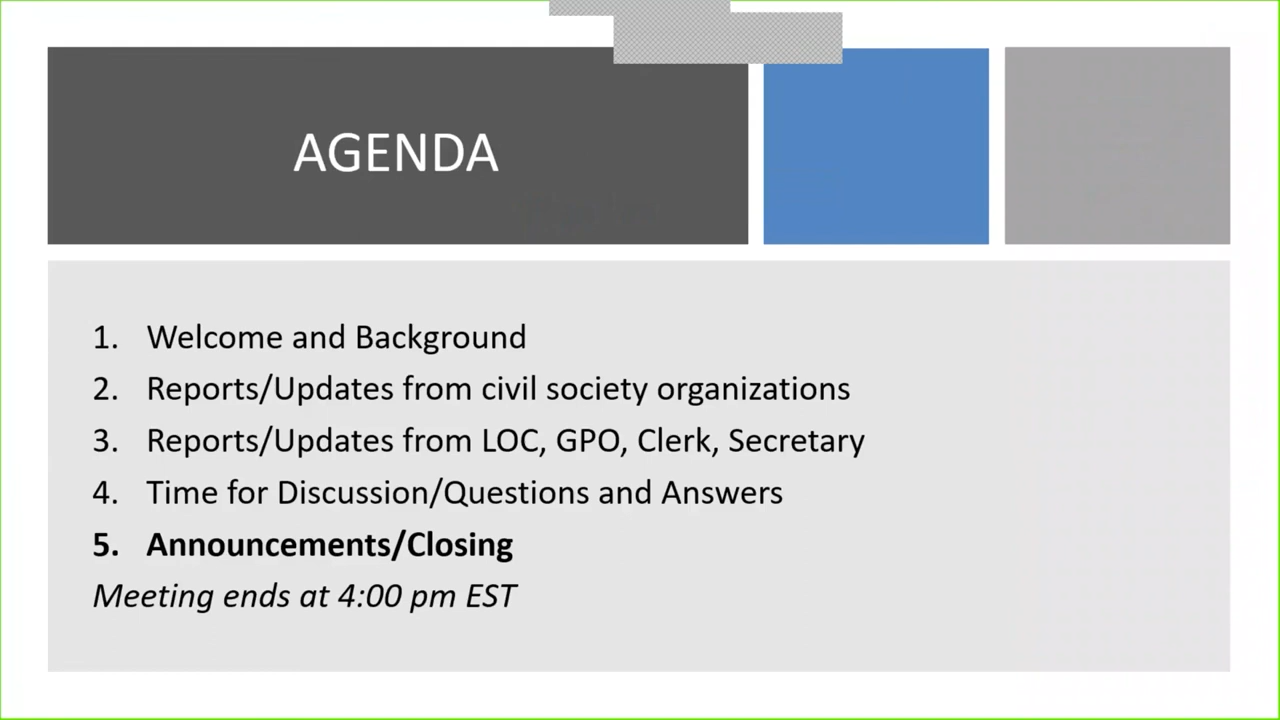 AGENDA
1. Welcome and Background
2. Reports/Updates from civil society organizations
3. Reports/Updates from LOC, GPO, Clerk, Secretary
4. Time for Discussion/Questions and Answers
5. Announcements/Closing
Meeting ends at 4:00 pm EST